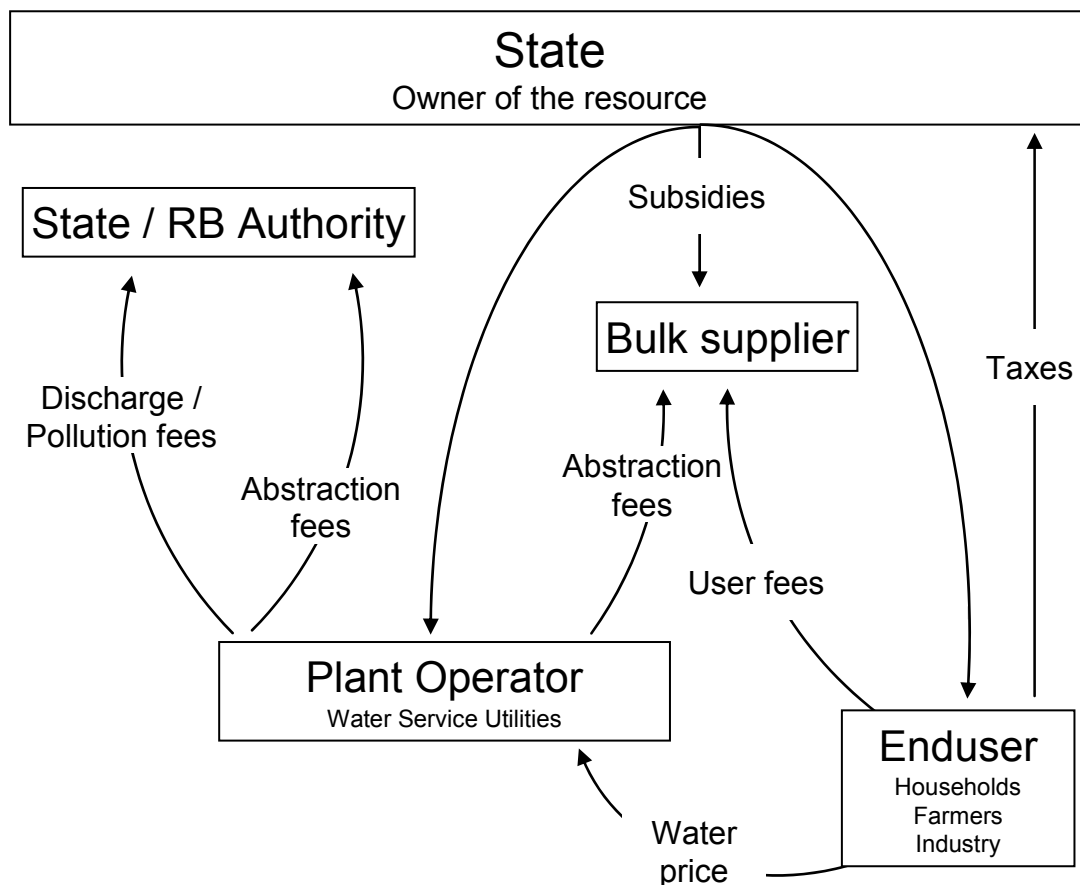 State
Owner of the resource
Subsidies
State / RB Authority
Bulk supplier
Taxes
Discharge /
Pollution fees
Abstraction
fees
Abstraction
fees
User fees
Plant Operator
Water Service Utilities
Enduser
Households
Farmers
Industry
Water
price